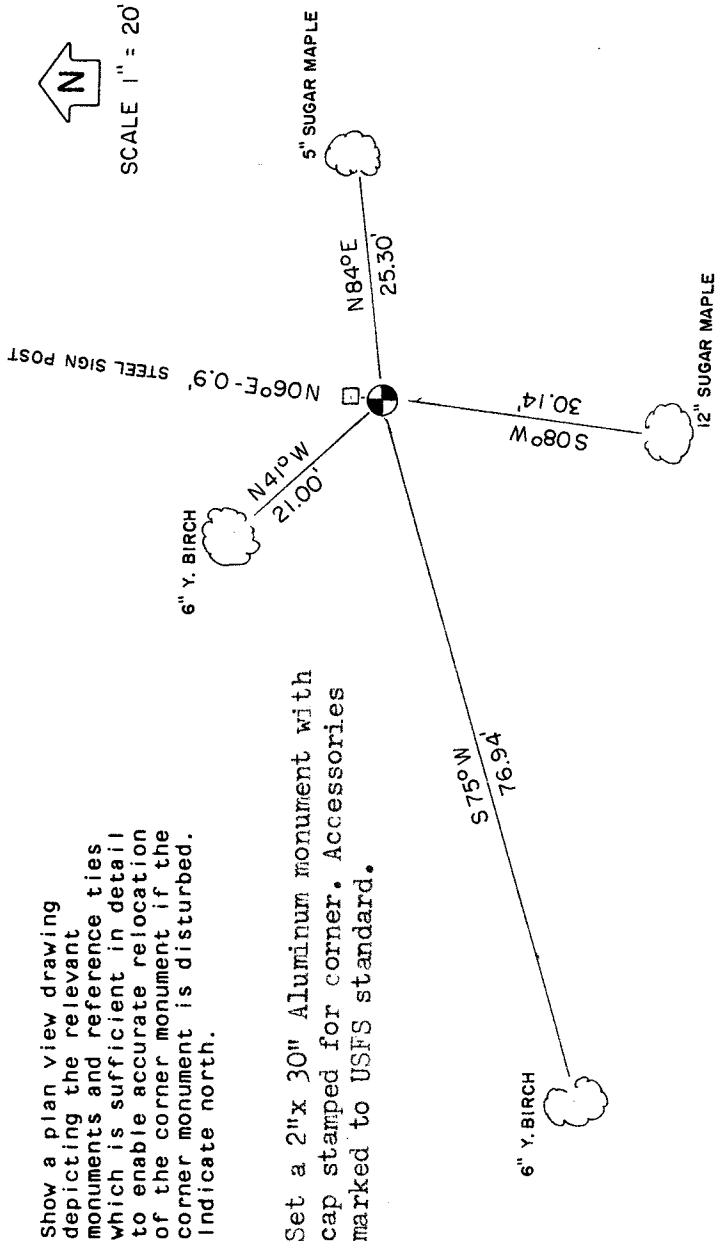 Show a plan view drawing
depicting the relevant
monuments and reference ties
which is sufficient in detail
to enable accurate relocation
of the corner monument if the
corner monument is disturbed.
Indicate north.
N
SCALE 1" = 20'
Set a 2"x 30" Aluminum monument with
cap stamped for corner. Accessories
marked to USFS standard.
6" Y. BIRCH
N41°W
21.00'
N06°E-0.9' STEEL SIGN POST
N84°E
25.30'
5" SUGAR MAPLE
S08°W
30.14'
12" SUGAR MAPLE
S75°W
76.94'
6" Y. BIRCH